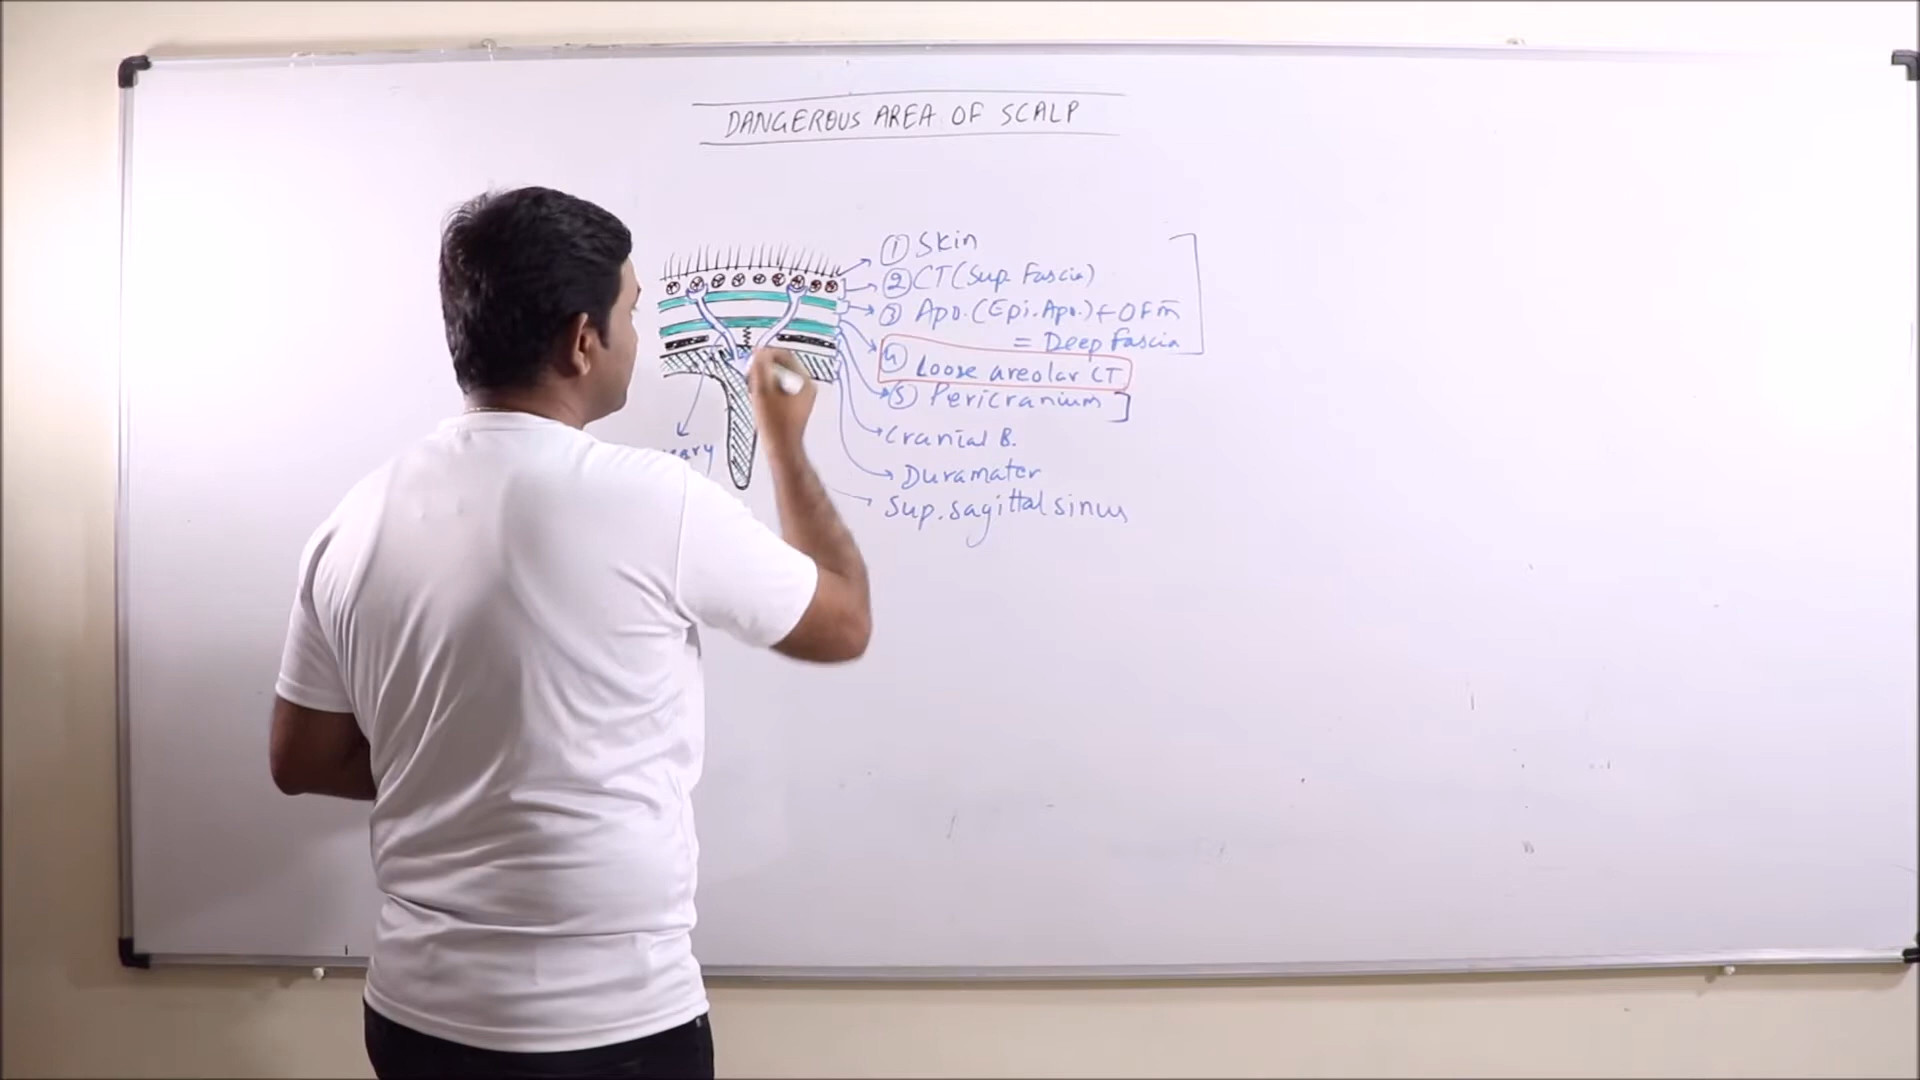 DANGEROUS AREA OF SCALP
① Skin
② CT (Sup. Fascia)
③ Apo. (Epi. Apo.) + OFm
= Deep fascia
④ Loose areolar CT
⑤ Pericranium
Cranial B.
Duramater
Sup. sagittal sinus